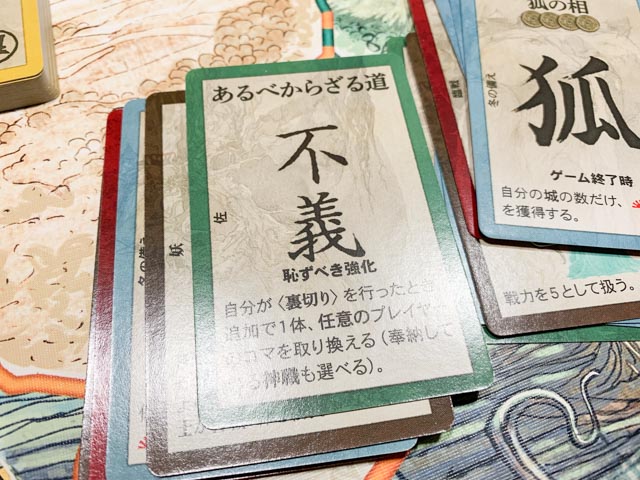 あるべからざる道
不義
佐
恥ずべき強化
自分が〈裏切り〉を行ったとき
追加で1体、任意のプレイヤー
のコマを取り換える（奉納して
る神職も選べる）。
妖
狐の相
狐
冬の備え
ゲーム終了時
自分の城の数だけ、
を獲得する。
戦力を5として扱う。